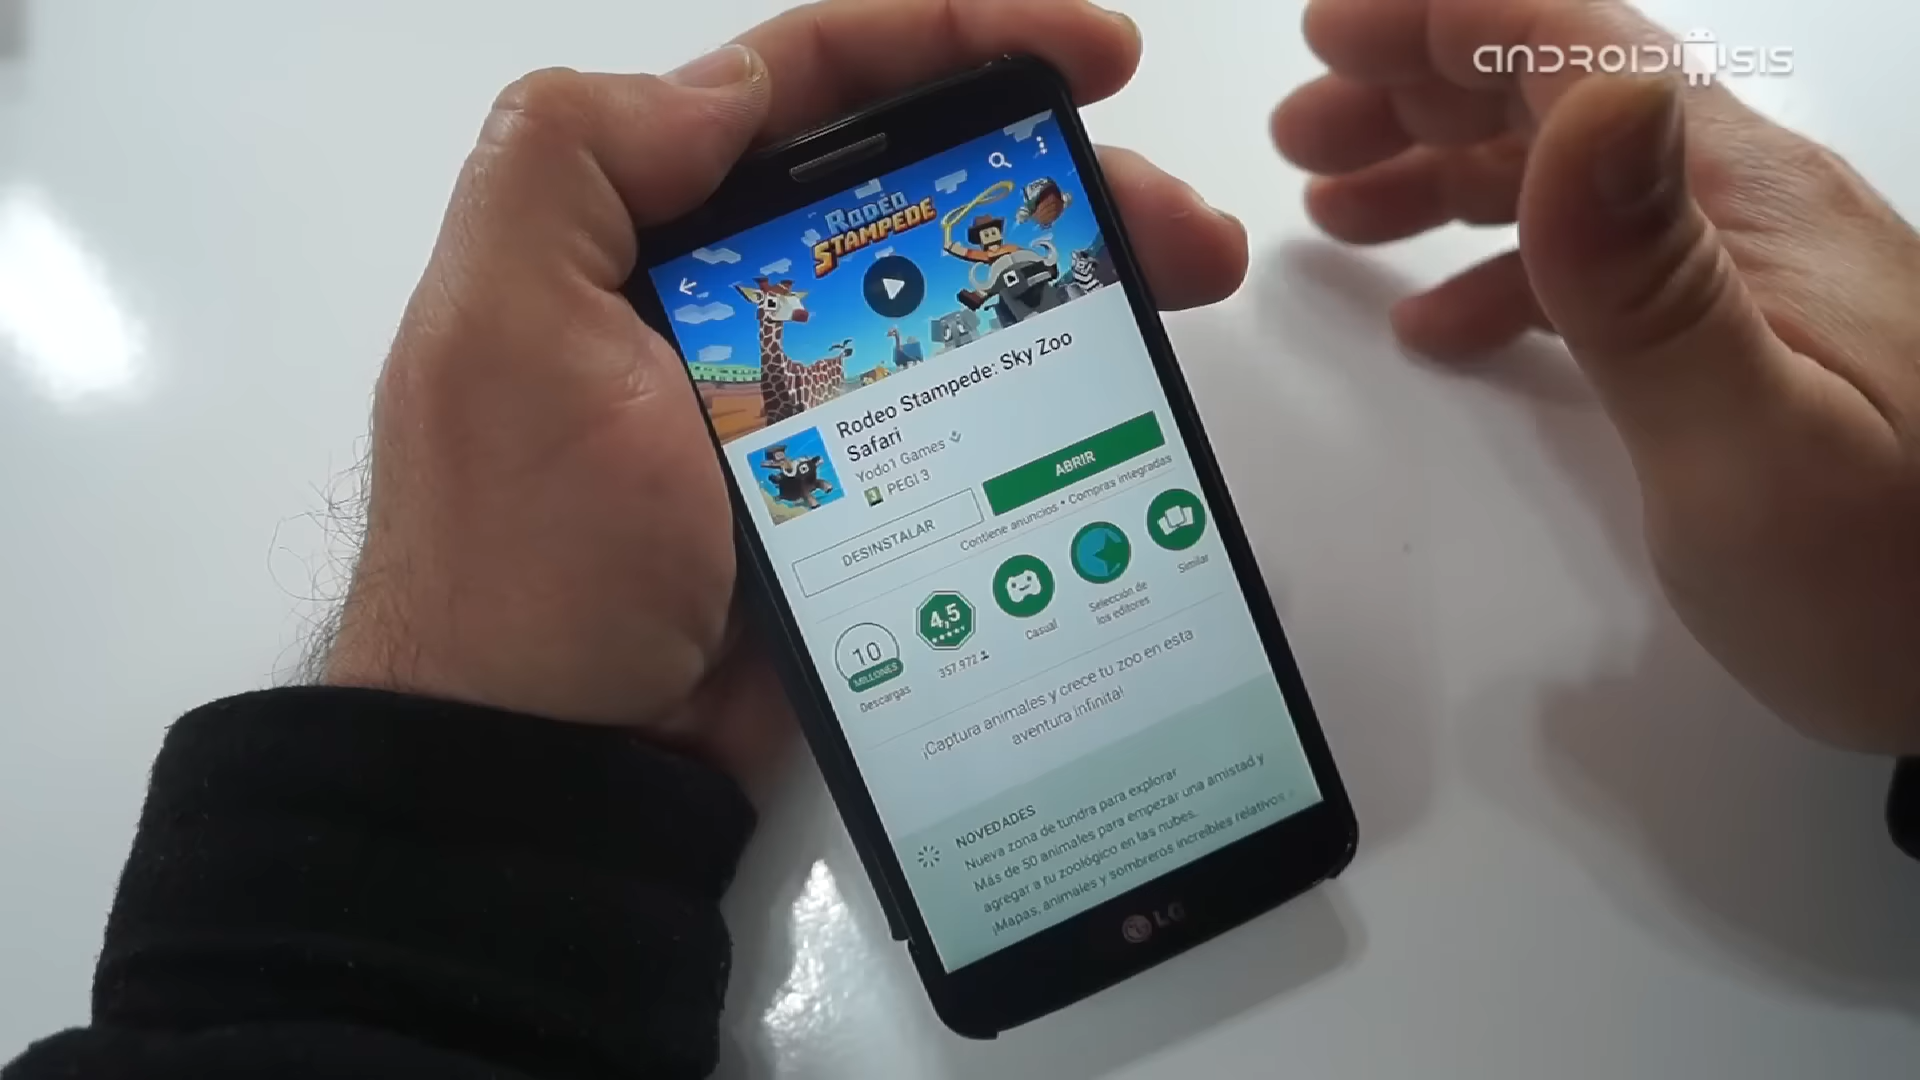 ANDROIDSIS
RODEO
STAMPEDE
Rodeo Stampede: Sky Zoo
Safari
Yodo1 Games
3 PEGI 3
DESINSTALAR
ABRIR
Contiene anuncios • Compras integradas
10
MILLONES
Descargas
4,5
357.972
Casual
Selección de
los editores
Similar
¡Captura animales y crece tu zoo en esta
aventura infinita!
NOVEDADES
Nueva zona de tundra para explorar
Más de 50 animales para empezar una amistad y
agregar a tu zoológico en las nubes.
¡Mapas, animales y sombreros increíbles relativos
LG